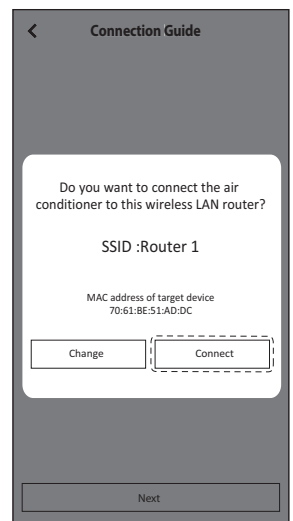 Connection Guide
Do you want to connect the air
conditioner to this wireless LAN router?
SSID :Router 1
MAC address of target device
70:61:BE:51:AD:DC
Change
Connect
Next